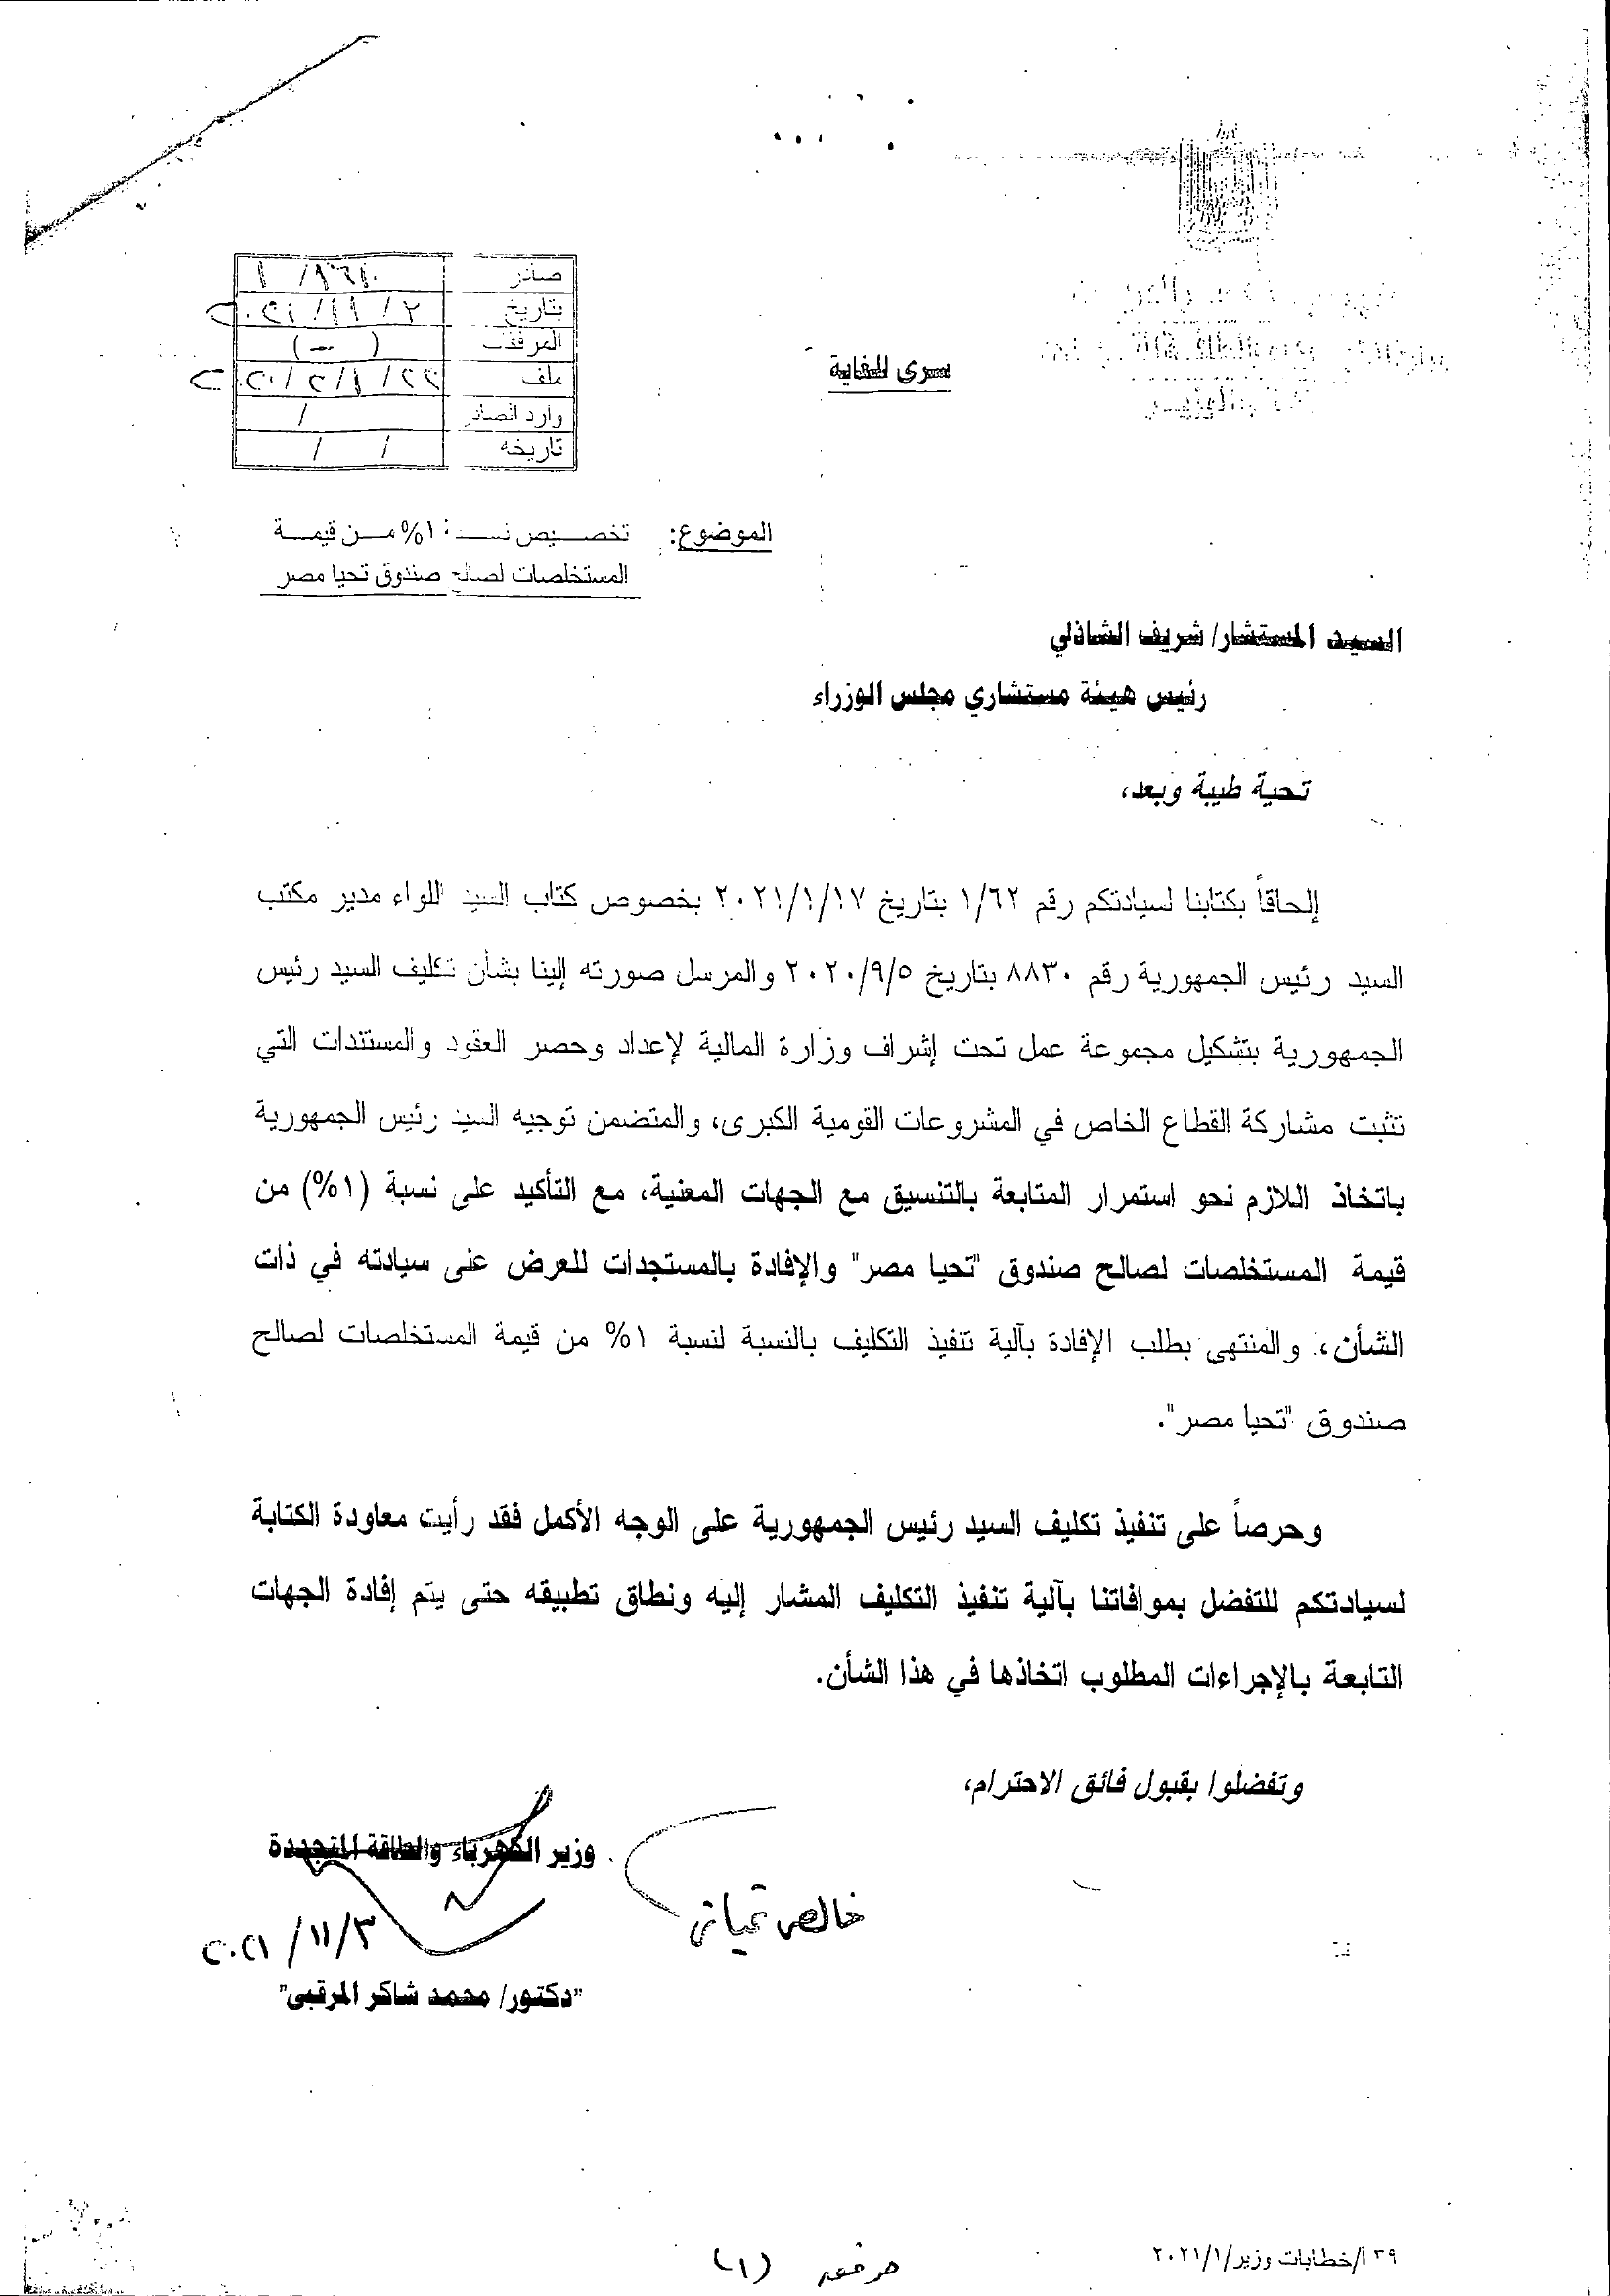 صادر ١/٩٦٦٠
بتاريخ ٢ / ١١ / ٢٠٢١
المرفقات ( - )
ملف
وارد الصادر /
تاريخه / /
سرى للغاية
مكتب الوزير
الموضوع: تخصيص نسبة ١% من قيمة
المستخلصات لصالح صندوق تحيا مصر
السيد المستشار/ شريف الشاذلي
رئيس هيئة مستشاري مجلس الوزراء
تحية طيبة وبعد،
إلحاقاً بكتابنا لسيادتكم رقم ١/٦٢ بتاريخ ٢٠٢١/١/١٧ بخصوص كتاب السيد اللواء مدير مكتب
السيد رئيس الجمهورية رقم ٨٨٣٠ بتاريخ ٢٠٢٠/٩/٥ والمرسل صورته إلينا بشأن تكليف السيد رئيس
الجمهورية بتشكيل مجموعة عمل تحت إشراف وزارة المالية لإعداد وحصر العقود والمستندات التي
تثبت مشاركة القطاع الخاص في المشروعات القومية الكبرى، والمتضمن توجيه السيد رئيس الجمهورية
باتخاذ اللازم نحو استمرار المتابعة بالتنسيق مع الجهات المعنية، مع التأكيد على نسبة (١%) من
قيمة المستخلصات لصالح صندوق "تحيا مصر" والإفادة بالمستجدات للعرض على سيادته في ذات
الشأن، والمنتهى بطلب الإفادة بآلية تنفيذ التكليف بالنسبة لنسبة ١% من قيمة المستخلصات لصالح
صندوق "تحيا مصر".
وحرصاً على تنفيذ تكليف السيد رئيس الجمهورية على الوجه الأكمل فقد رأيت معاودة الكتابة
لسيادتكم للتفضل بموافاتنا بآلية تنفيذ التكليف المشار إليه ونطاق تطبيقه حتى يتم إفادة الجهات
التابعة بالإجراءات المطلوب اتخاذها في هذا الشأن.
وتفضلوا بقبول فائق الاحترام،
وزير الكهرباء والطاقة المتجددة
خالص تحياتى
٢٠٢١/١١/٣
"دكتور/ محمد شاكر المرقبى"
٣٩ أ/خطابات وزير/٢٠٢١/١
مرفق (١)